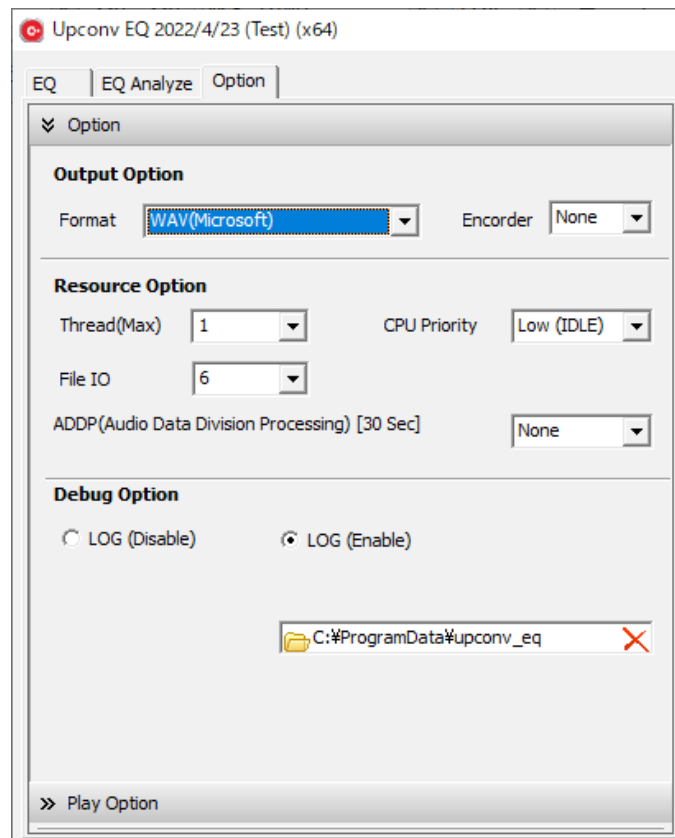 Upconv EQ 2022/4/23 (Test) (x64)
EQ EQ Analyze Option
Option
Output Option
Format WAV(Microsoft) Encorder None
Resource Option
Thread(Max) 1 CPU Priority Low (IDLE)
File IO 6
ADDP(Audio Data Division Processing) [30 Sec] None
Debug Option
LOG (Disable) LOG (Enable)
C:¥ProgramData¥upconv_eq
Play Option